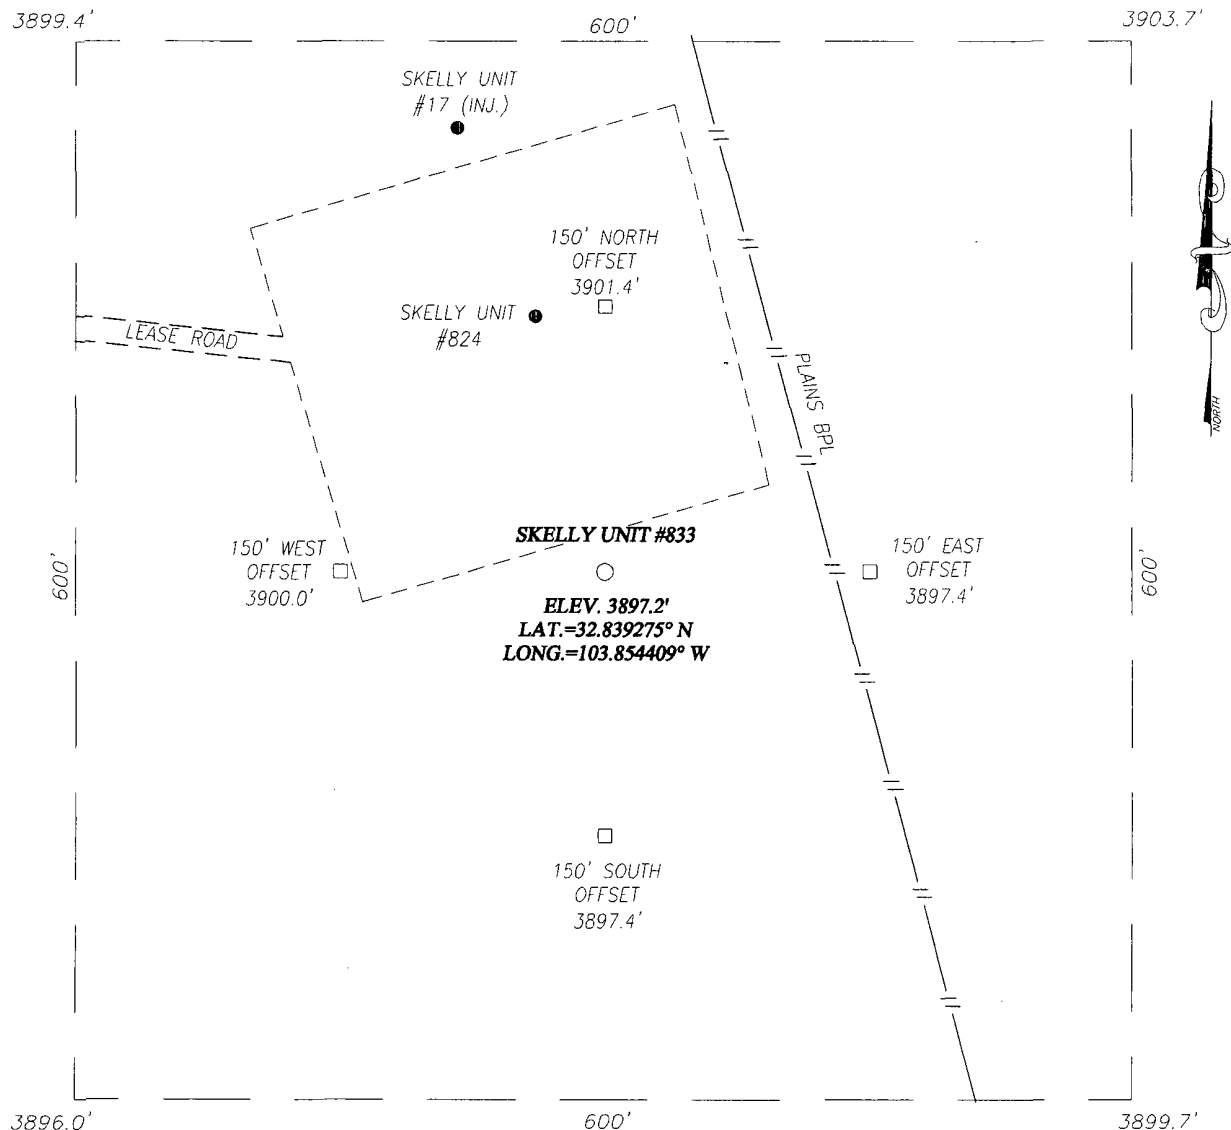 3899.4'
600'
3903.7'
SKELLY UNIT
#17 (INJ.)
150' NORTH
OFFSET
3901.4'
SKELLY UNIT
#824
LEASE ROAD
PLAINS BPL
NORTH
SKELLY UNIT #833
150' WEST
OFFSET
3900.0'
150' EAST
OFFSET
3897.4'
600'
600'
ELEV. 3897.2'
LAT.=32.839275° N
LONG.=103.854409° W
150' SOUTH
OFFSET
3897.4'
3896.0'
600'
3899.7'